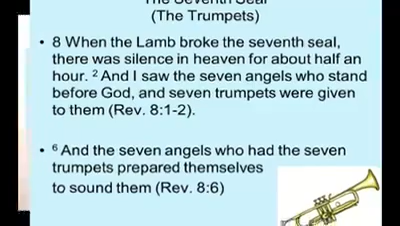 The Seventh Seal
(The Trumpets)
• 8 When the Lamb broke the seventh seal,
there was silence in heaven for about half an
hour. ² And I saw the seven angels who stand
before God, and seven trumpets were given
to them (Rev. 8:1-2).
• ⁶ And the seven angels who had the seven
trumpets prepared themselves
to sound them (Rev. 8:6)